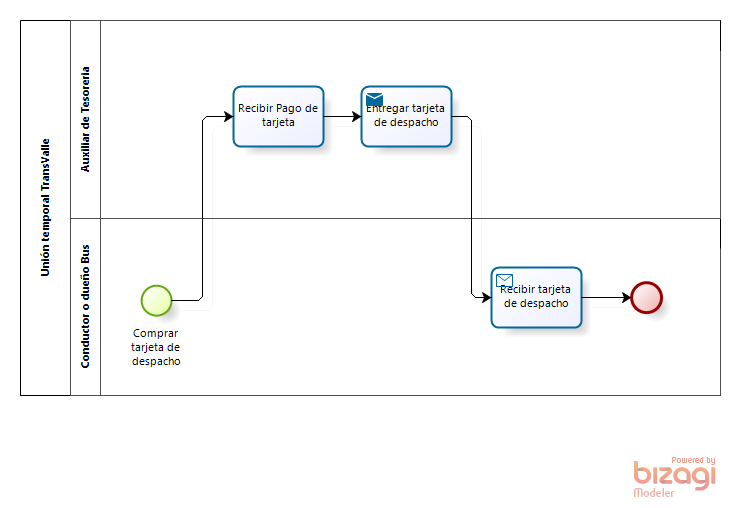 Unión temporal TransValle
Auxiliar de Tesoreria
Recibir Pago de
tarjeta
Entregar tarjeta
de despacho
Conductor o dueño Bus
Comprar
tarjeta de
despacho
Recibir tarjeta
de despacho
Powered by
bizagi
Modeler